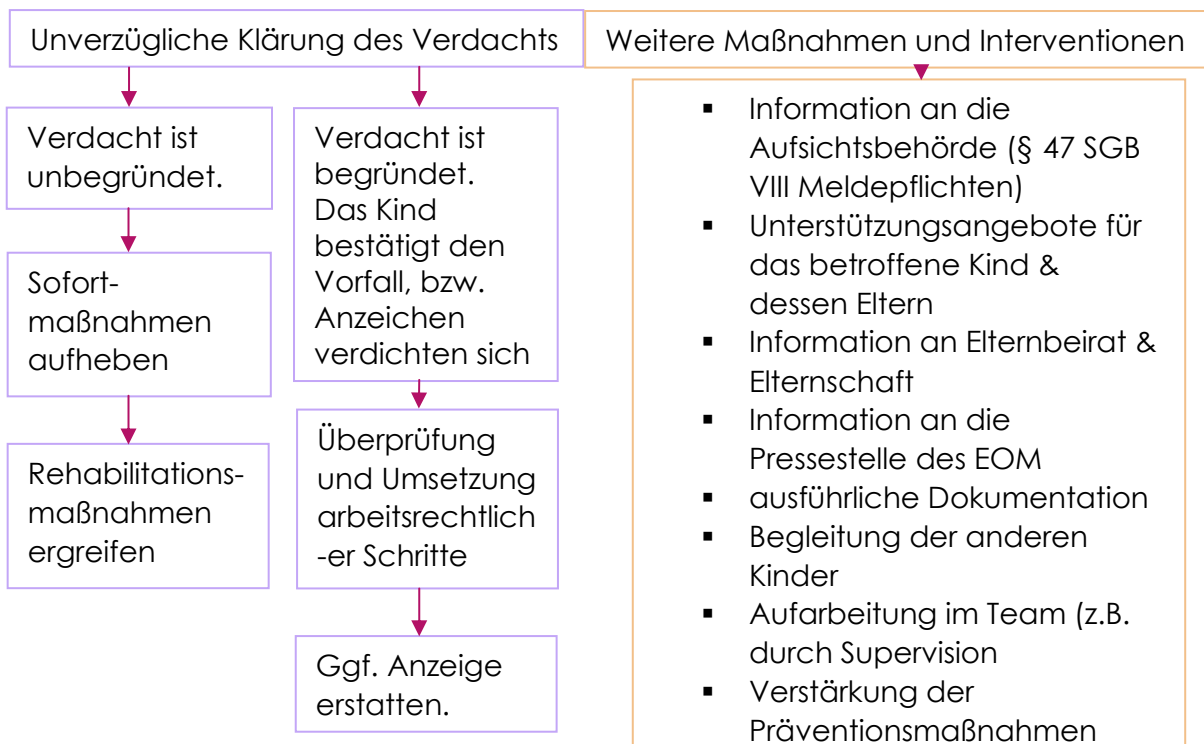 Unverzügliche Klärung des Verdachts
Verdacht ist
unbegründet.
Sofort-
maßnahmen
aufheben
Rehabilitations-
maßnahmen
ergreifen
Verdacht ist
begründet.
Das Kind
bestätigt den
Vorfall, bzw.
Anzeichen
verdichten sich
Überprüfung
und Umsetzung
arbeitsrechtlich
-er Schritte
Ggf. Anzeige
erstatten.
Weitere Maßnahmen und Interventionen
▪ Information an die
Aufsichtsbehörde (§ 47 SGB
VIII Meldepflichten)
▪ Unterstützungsangebote für
das betroffene Kind &
dessen Eltern
▪ Information an Elternbeirat &
Elternschaft
▪ Information an die
Pressestelle des EOM
▪ ausführliche Dokumentation
▪ Begleitung der anderen
Kinder
▪ Aufarbeitung im Team (z.B.
durch Supervision
▪ Verstärkung der
Präventionsmaßnahmen